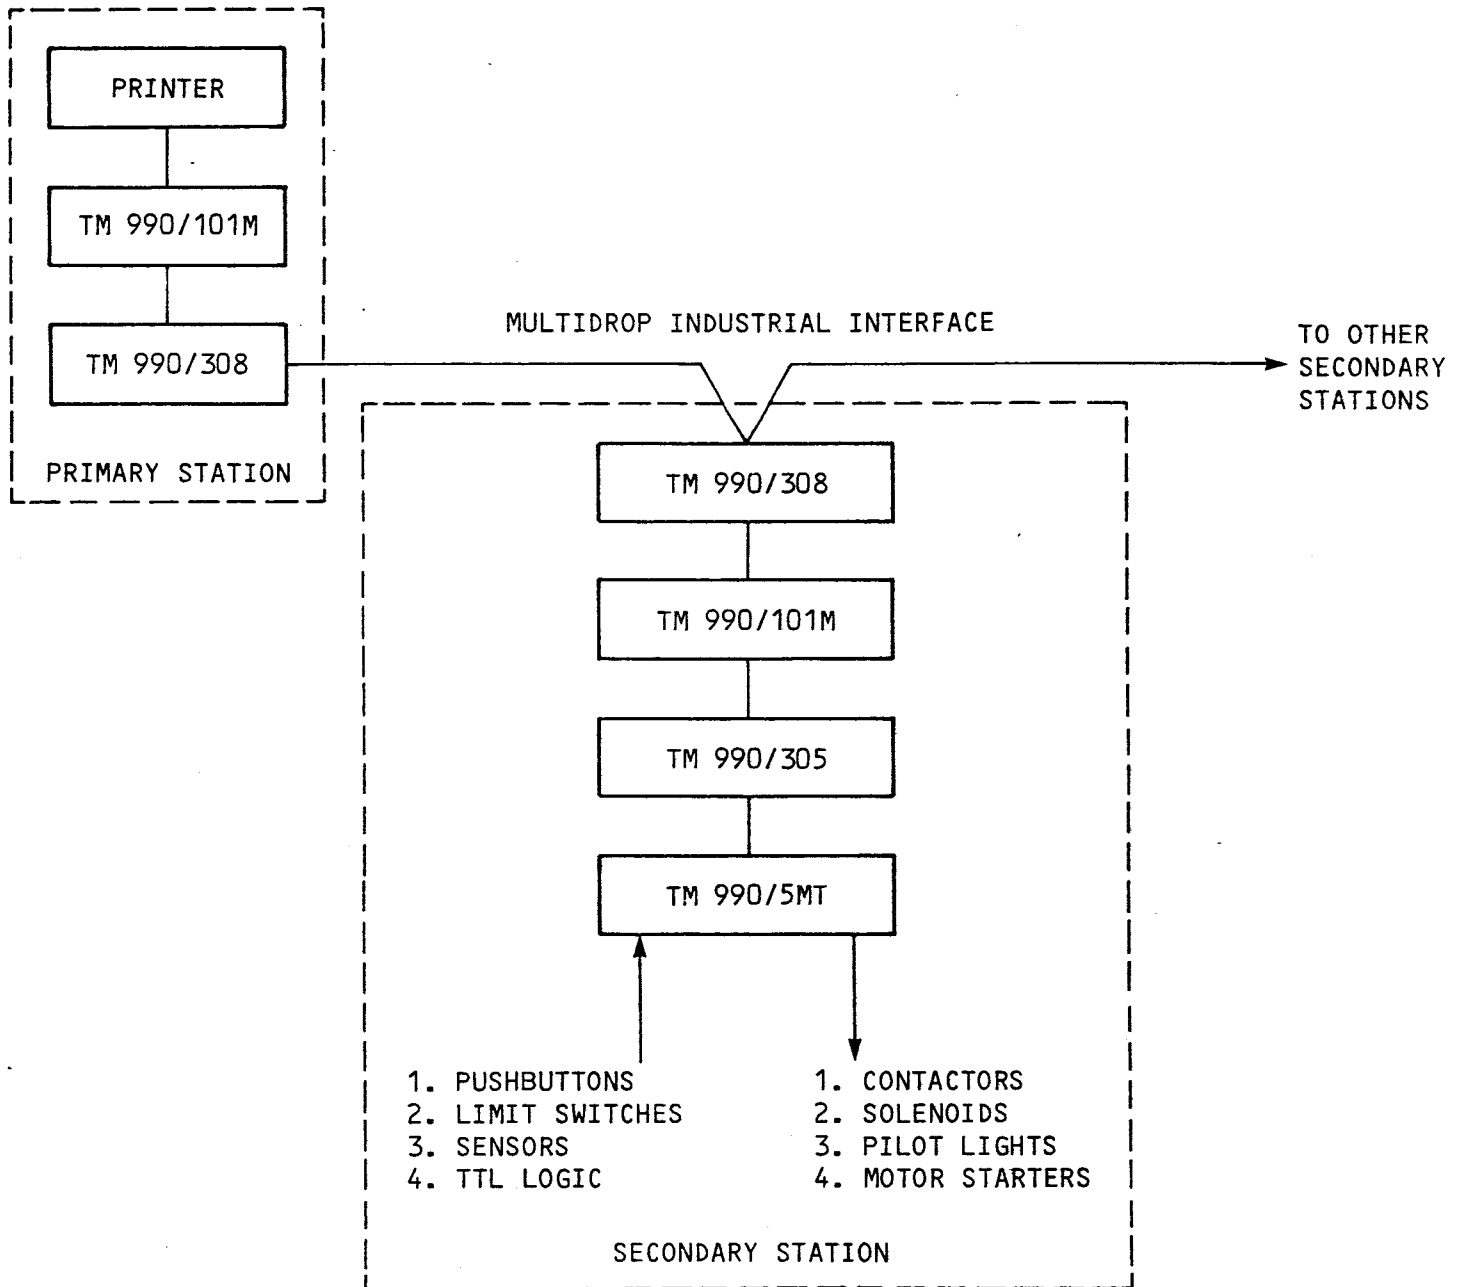 PRINTER
TM 990/101M
TM 990/308
PRIMARY STATION
MULTIDROP INDUSTRIAL INTERFACE
TO OTHER
SECONDARY
STATIONS
TM 990/308
TM 990/101M
TM 990/305
TM 990/5MT
1. PUSHBUTTONS
2. LIMIT SWITCHES
3. SENSORS
4. TTL LOGIC
1. CONTACTORS
2. SOLENOIDS
3. PILOT LIGHTS
4. MOTOR STARTERS
SECONDARY STATION